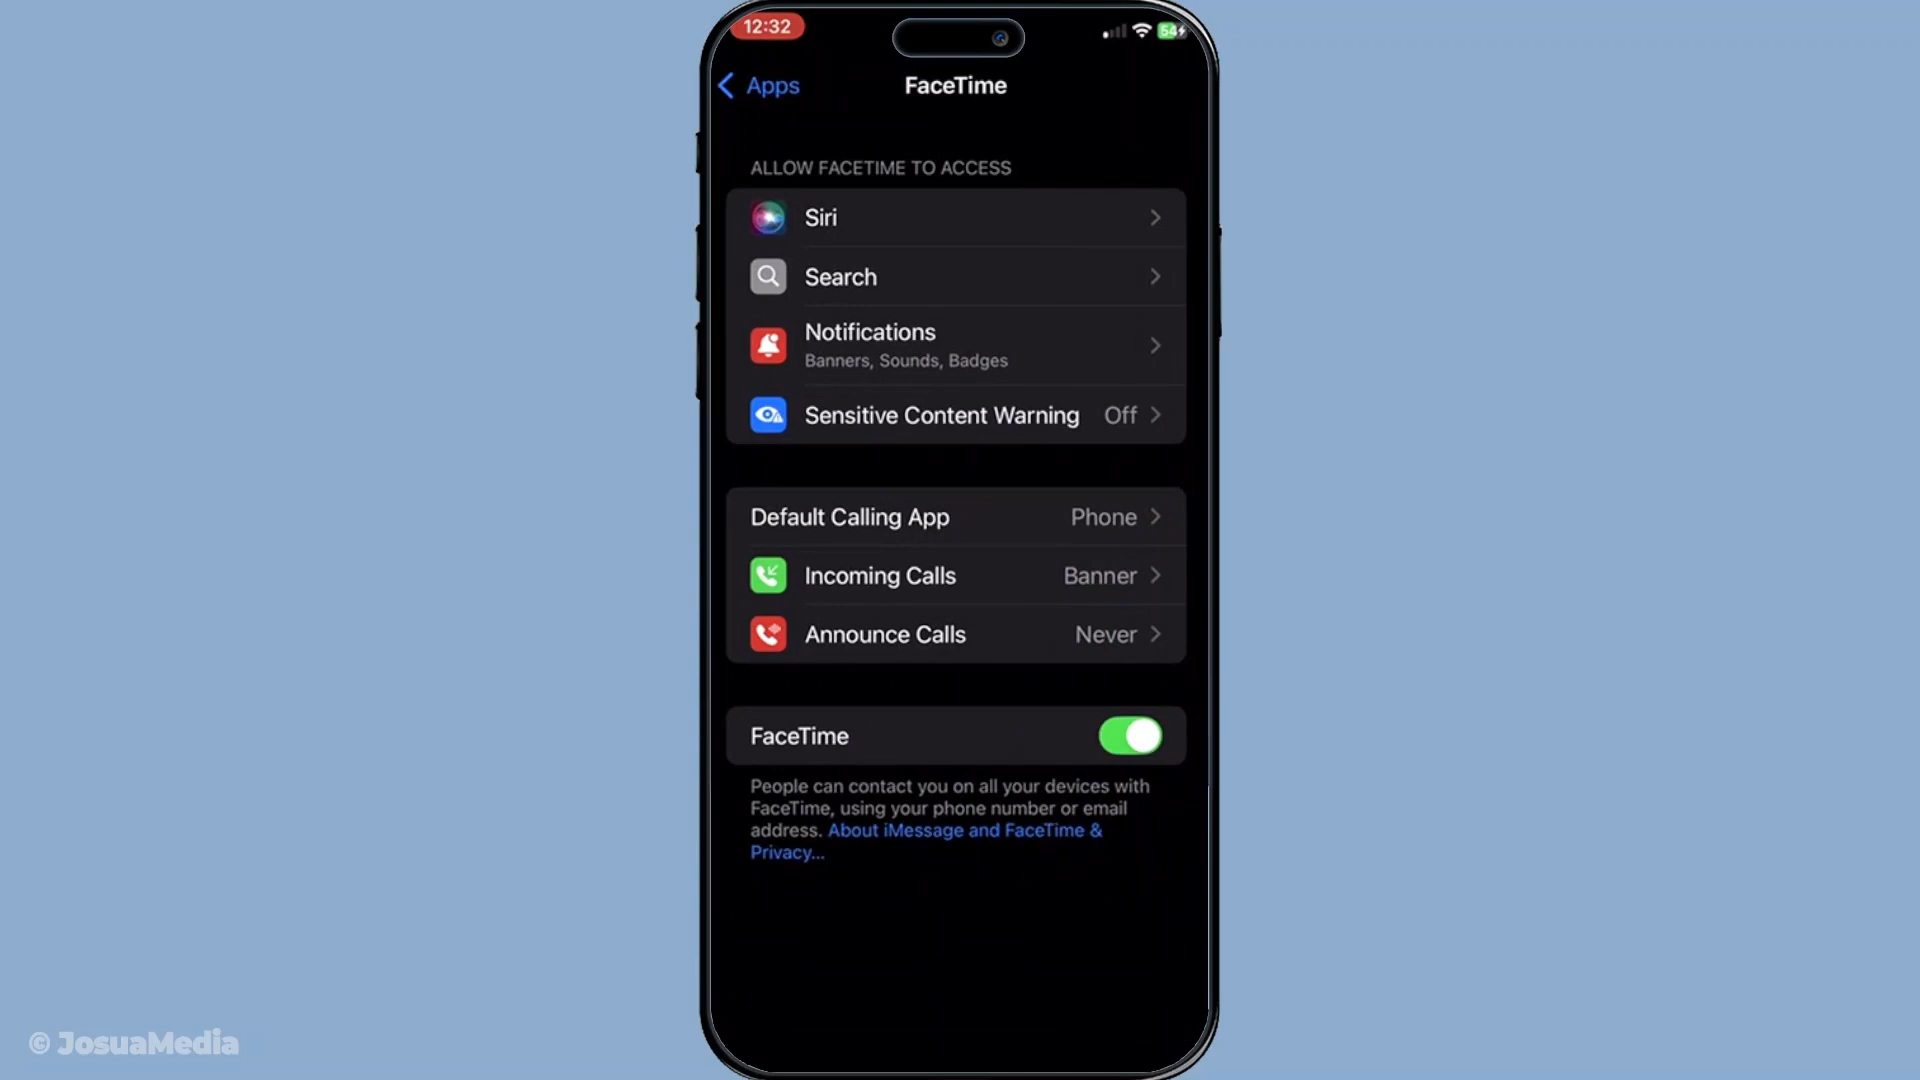 12:32
54
Apps
FaceTime
ALLOW FACETIME TO ACCESS
Siri
Search
Notifications
Banners, Sounds, Badges
Sensitive Content Warning Off
Default Calling App Phone
Incoming Calls Banner
Announce Calls Never
FaceTime
People can contact you on all your devices with
FaceTime, using your phone number or email
address. About iMessage and FaceTime &
Privacy...
© JosuaMedia